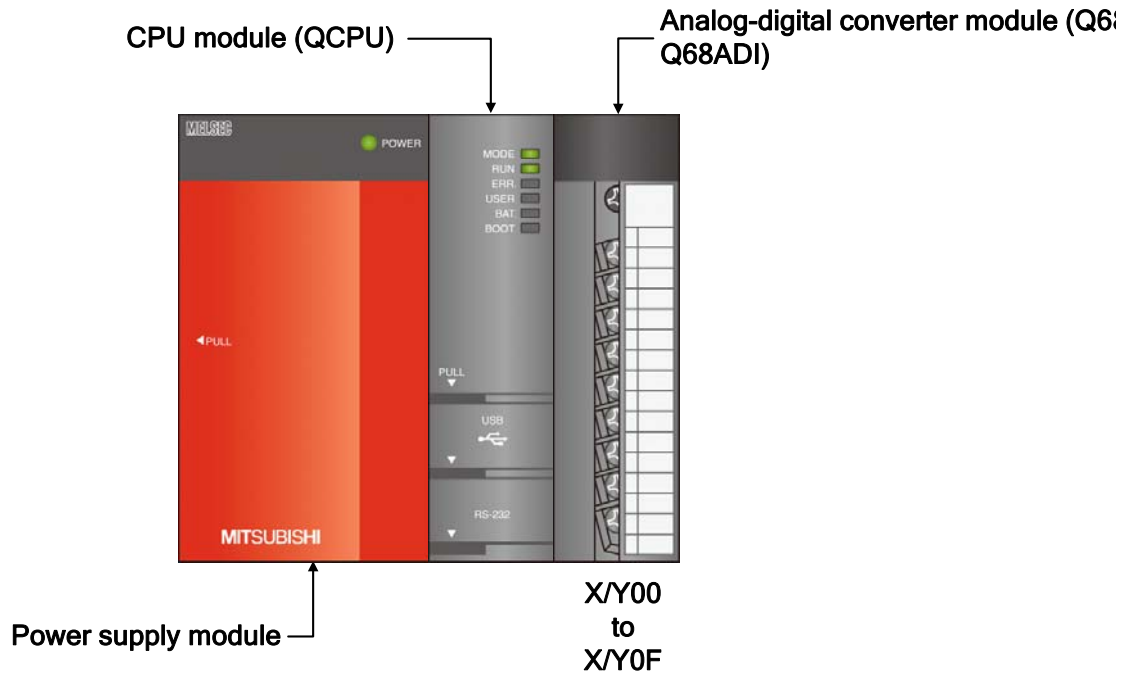 CPU module (QCPU)
Analog-digital converter module
Q68ADI)
MELSEC
POWER
MODE
RUN
ERR.
USER
BAT.
BOOT
◀PULL
PULL
▼
USB
▼
RS-232
▼
MITSUBISHI
Power supply module
X/Y00
to
X/Y0F